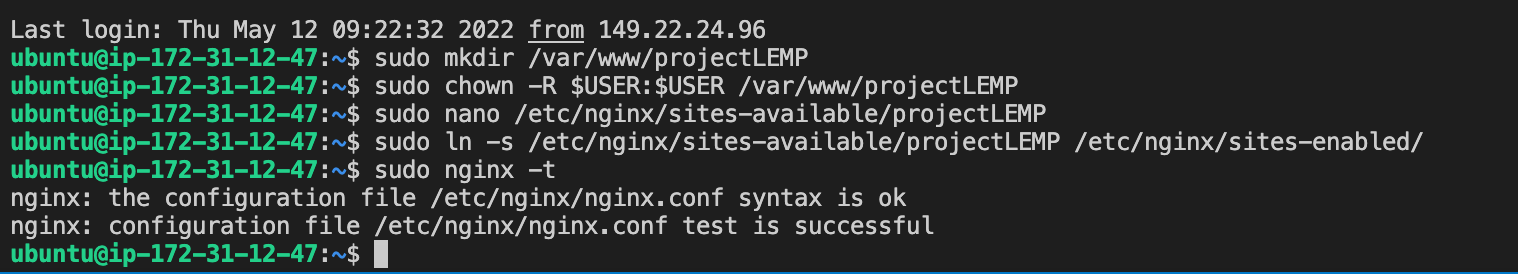 Last login: Thu May 12 09:22:32 2022 from 149.22.24.96
ubuntu@ip-172-31-12-47:~$ sudo mkdir /var/www/projectLEMP
ubuntu@ip-172-31-12-47:~$ sudo chown -R $USER:$USER /var/www/projectLEMP
ubuntu@ip-172-31-12-47:~$ sudo nano /etc/nginx/sites-available/projectLEMP
ubuntu@ip-172-31-12-47:~$ sudo ln -s /etc/nginx/sites-available/projectLEMP /etc/nginx/sites-enabled/
ubuntu@ip-172-31-12-47:~$ sudo nginx -t
nginx: the configuration file /etc/nginx/nginx.conf syntax is ok
nginx: configuration file /etc/nginx/nginx.conf test is successful
ubuntu@ip-172-31-12-47:~$